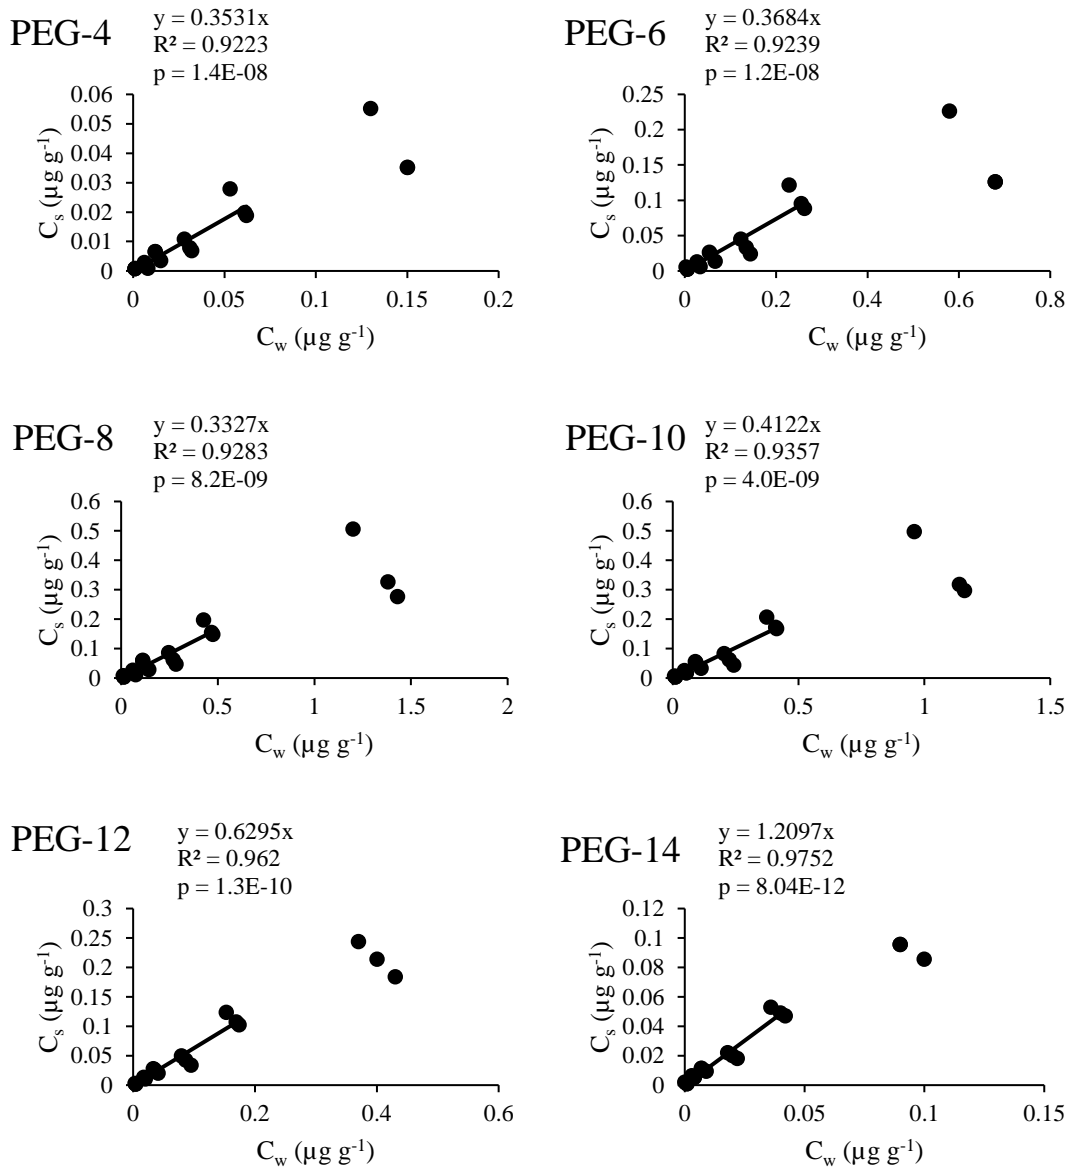 PEG-4
y = 0.3531x
R² = 0.9223
p = 1.4E-08
0.06
0.05
0.04
0.03
0.02
0.01
0
C_s (µg g⁻¹)
0 0.05 0.1 0.15 0.2
C_w (µg g⁻¹)
PEG-6
y = 0.3684x
R² = 0.9239
p = 1.2E-08
0.25
0.2
0.15
0.1
0.05
0
C_s (µg g⁻¹)
0 0.2 0.4 0.6 0.8
C_w (µg g⁻¹)
PEG-8
y = 0.3327x
R² = 0.9283
p = 8.2E-09
0.6
0.5
0.4
0.3
0.2
0.1
0
C_s (µg g⁻¹)
0 0.5 1 1.5 2
C_w (µg g⁻¹)
PEG-10
y = 0.4122x
R² = 0.9357
p = 4.0E-09
0.6
0.5
0.4
0.3
0.2
0.1
0
C_s (µg g⁻¹)
0 0.5 1 1.5
C_w (µg g⁻¹)
PEG-12
y = 0.6295x
R² = 0.962
p = 1.3E-10
0.3
0.25
0.2
0.15
0.1
0.05
0
C_s (µg g⁻¹)
0 0.2 0.4 0.6
C_w (µg g⁻¹)
PEG-14
y = 1.2097x
R² = 0.9752
p = 8.04E-12
0.12
0.1
0.08
0.06
0.04
0.02
0
C_s (µg g⁻¹)
0 0.05 0.1 0.15
C_w (µg g⁻¹)